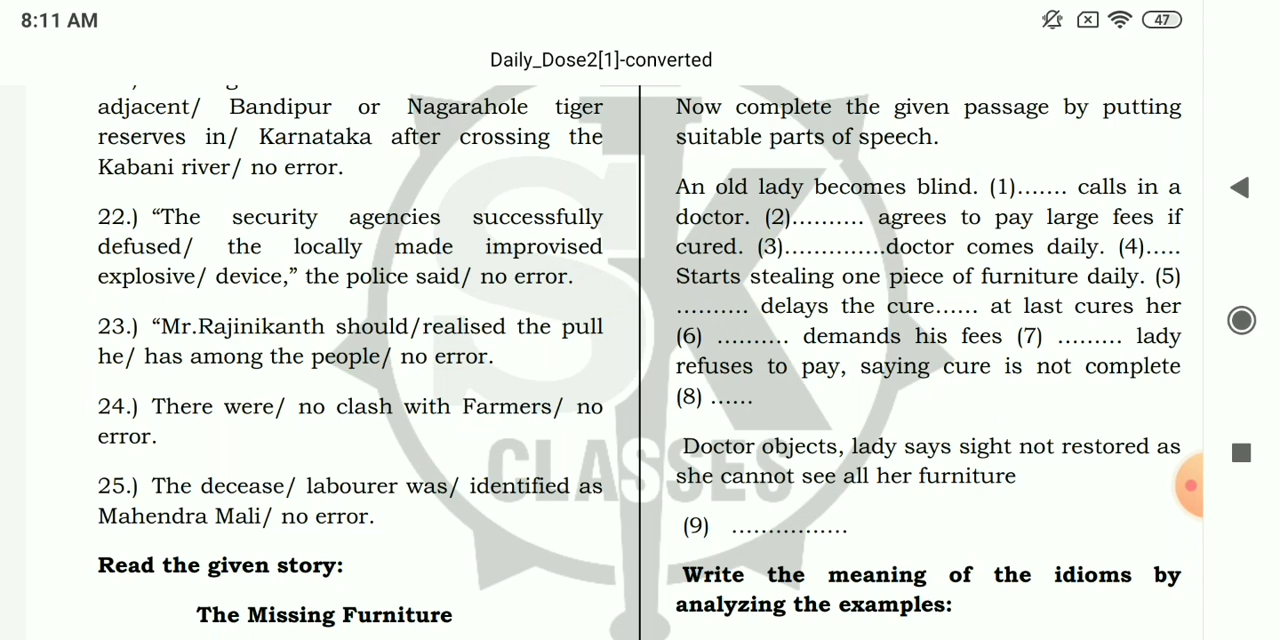 8:11 AM
47
Daily_Dose2[1]-converted
adjacent/ Bandipur or Nagarahole tiger
reserves in/ Karnataka after crossing the
Kabani river/ no error.
22.) “The security agencies successfully
defused/ the locally made improvised
explosive/ device,” the police said/ no error.
23.) “Mr.Rajinikanth should/realised the pull
he/ has among the people/ no error.
24.) There were/ no clash with Farmers/ no
error.
25.) The decease/ labourer was/ identified as
Mahendra Mali/ no error.
Read the given story:
The Missing Furniture
Now complete the given passage by putting
suitable parts of speech.
An old lady becomes blind. (1)....... calls in a
doctor. (2).......... agrees to pay large fees if
cured. (3)..............doctor comes daily. (4).....
Starts stealing one piece of furniture daily. (5)
.......... delays the cure...... at last cures her
(6) .......... demands his fees (7) ......... lady
refuses to pay, saying cure is not complete
(8) ......
Doctor objects, lady says sight not restored as
she cannot see all her furniture
(9) ................
Write the meaning of the idioms by
analyzing the examples:
SK
CLASSES